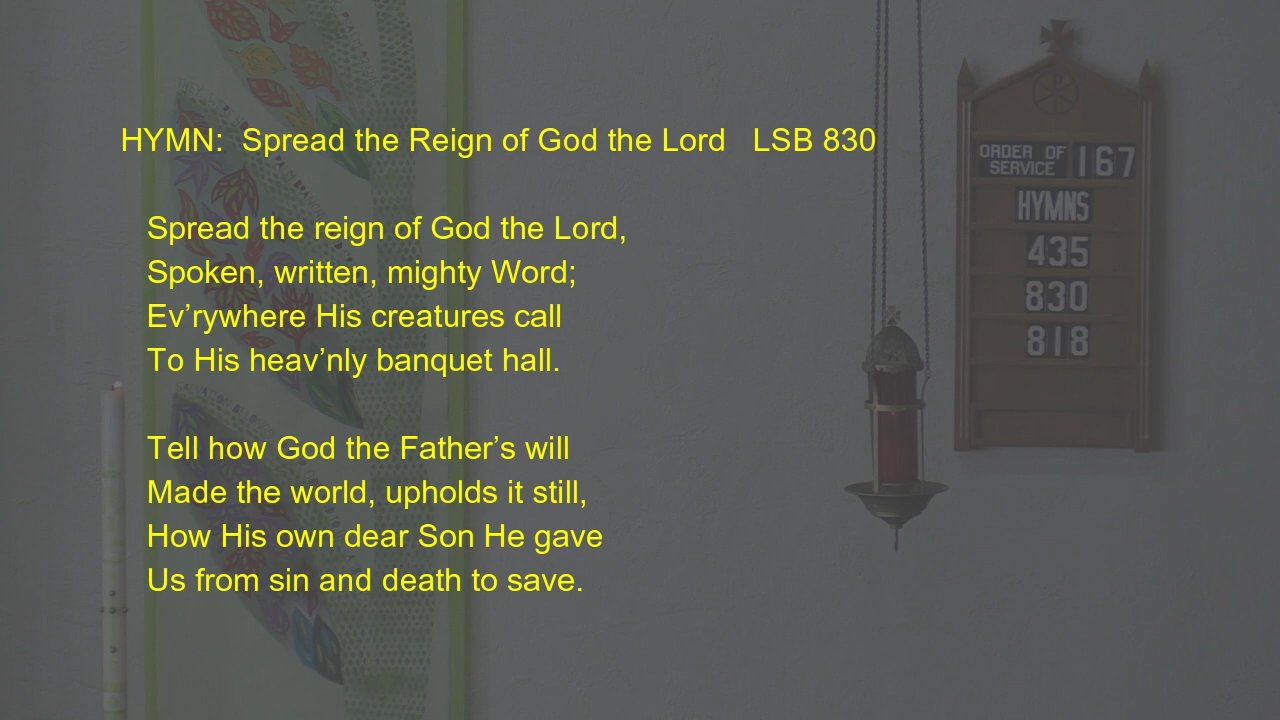 HYMN:  Spread the Reign of God the Lord   LSB 830
Spread the reign of God the Lord,
Spoken, written, mighty Word;
Ev’rywhere His creatures call
To His heav’nly banquet hall.
Tell how God the Father’s will
Made the world, upholds it still,
How His own dear Son He gave
Us from sin and death to save.
ORDER OF
SERVICE 167
HYMNS
435
830
818